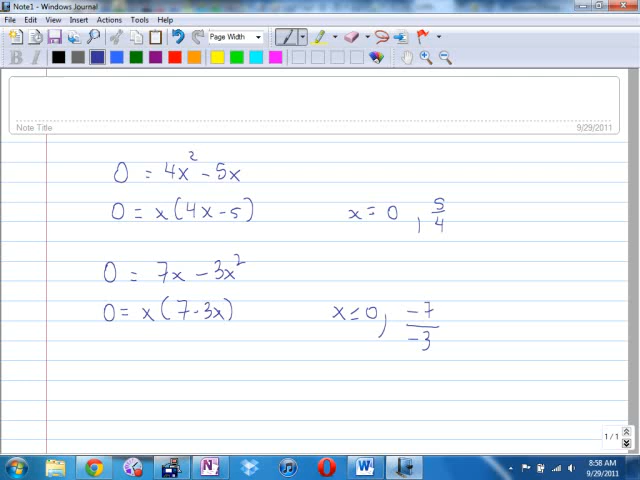 Note1 - Windows Journal
File Edit View Insert Actions Tools Help
Page Width
B I
Note Title
9/29/2011
0 = 4x² - 5x
0 = x(4x - 5) x = 0, 5/4
0 = 7x - 3x²
0 = x(7 - 3x) x = 0, -7/-3
1 / 1
8:58 AM
9/29/2011